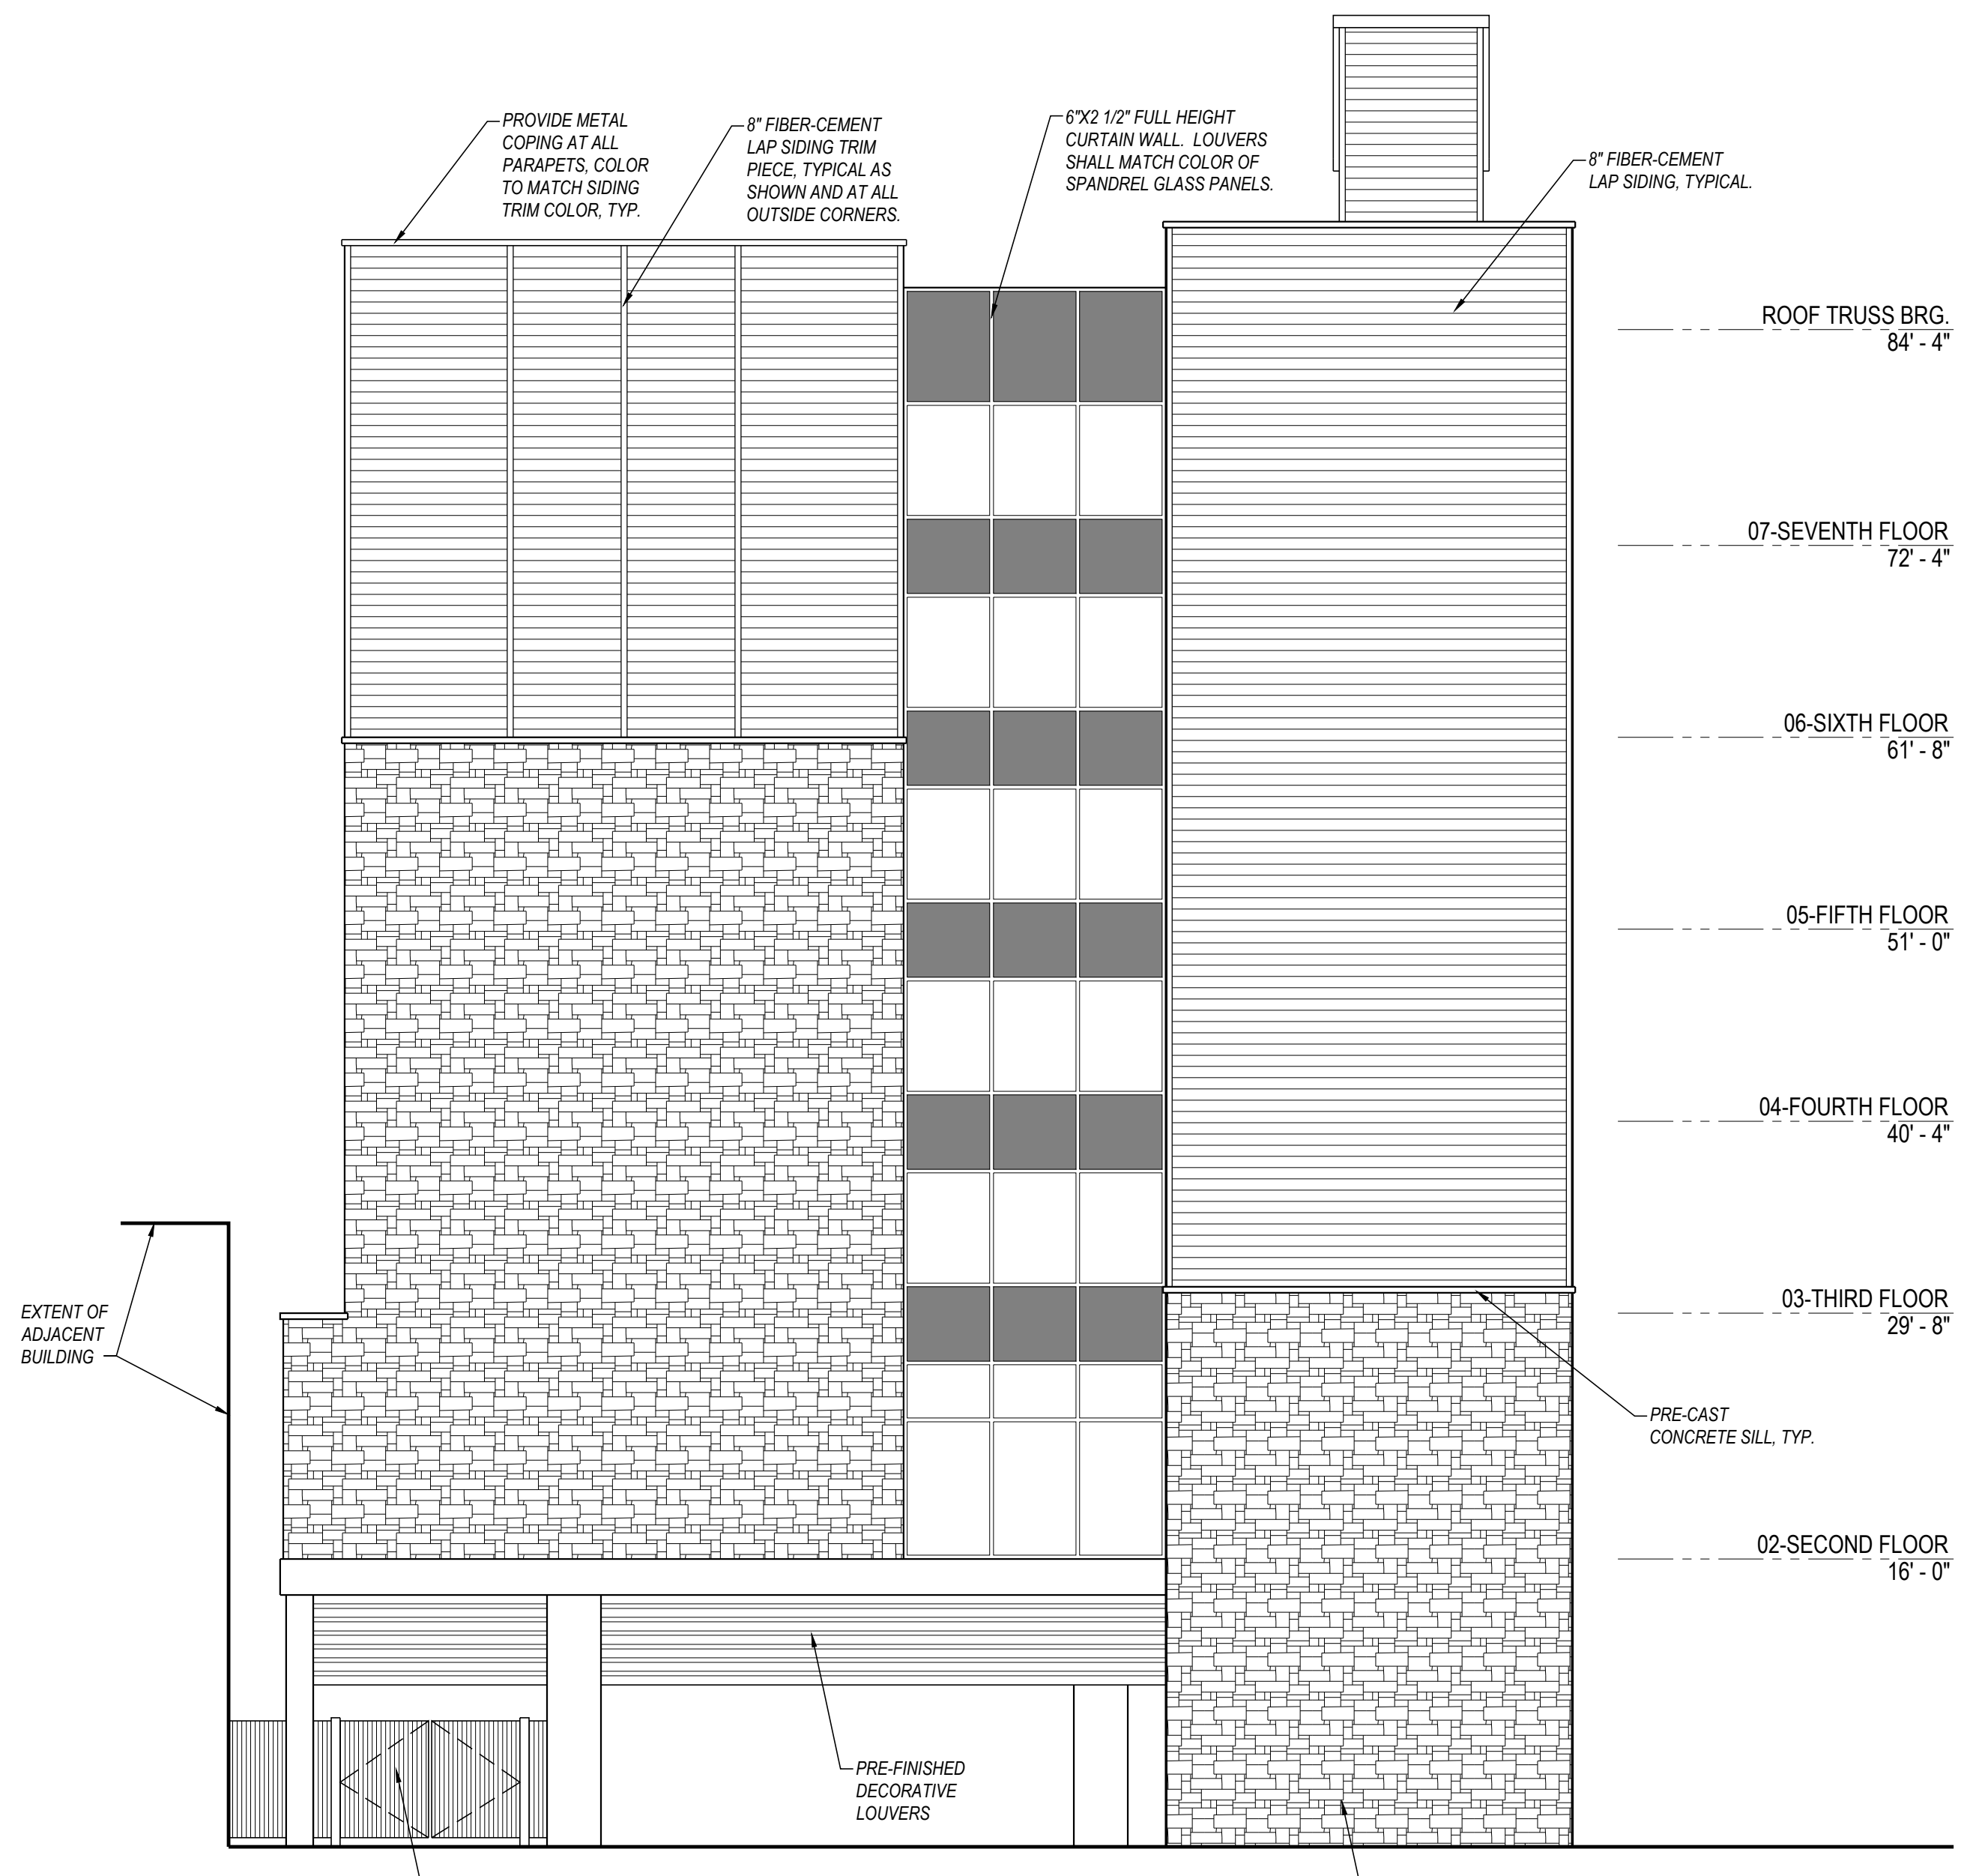 PROVIDE METAL
COPING AT ALL
PARAPETS, COLOR
TO MATCH SIDING
TRIM COLOR, TYP.
8" FIBER-CEMENT
LAP SIDING TRIM
PIECE, TYPICAL AS
SHOWN AND AT ALL
OUTSIDE CORNERS.
6"X2 1/2" FULL HEIGHT
CURTAIN WALL. LOUVERS
SHALL MATCH COLOR OF
SPANDREL GLASS PANELS.
8" FIBER-CEMENT
LAP SIDING, TYPICAL.
ROOF TRUSS BRG.
84' - 4"
07-SEVENTH FLOOR
72' - 4"
06-SIXTH FLOOR
61' - 8"
05-FIFTH FLOOR
51' - 0"
04-FOURTH FLOOR
40' - 4"
03-THIRD FLOOR
29' - 8"
EXTENT OF
ADJACENT
BUILDING
PRE-CAST
CONCRETE SILL, TYP.
02-SECOND FLOOR
16' - 0"
PRE-FINISHED
DECORATIVE
LOUVERS